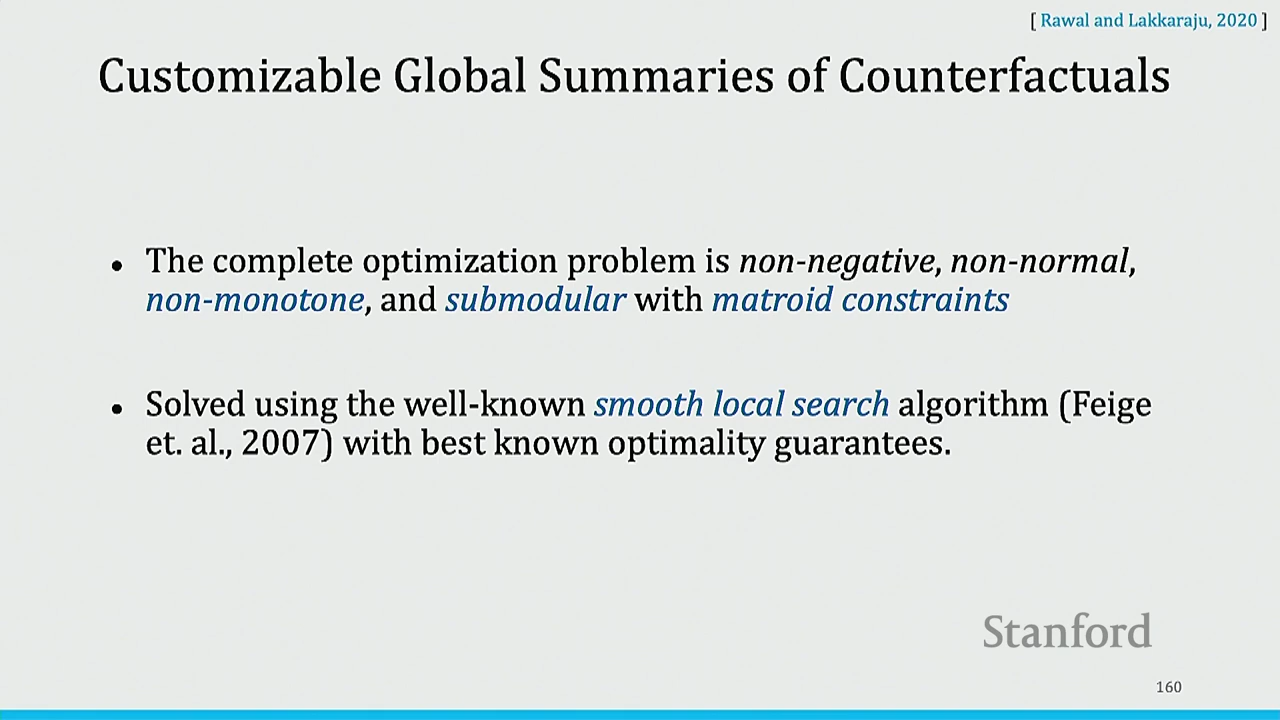 [ Rawal and Lakkaraju, 2020 ]
Customizable Global Summaries of Counterfactuals
• The complete optimization problem is non-negative, non-normal,
non-monotone, and submodular with matroid constraints
• Solved using the well-known smooth local search algorithm (Feige
et. al., 2007) with best known optimality guarantees.
Stanford
160